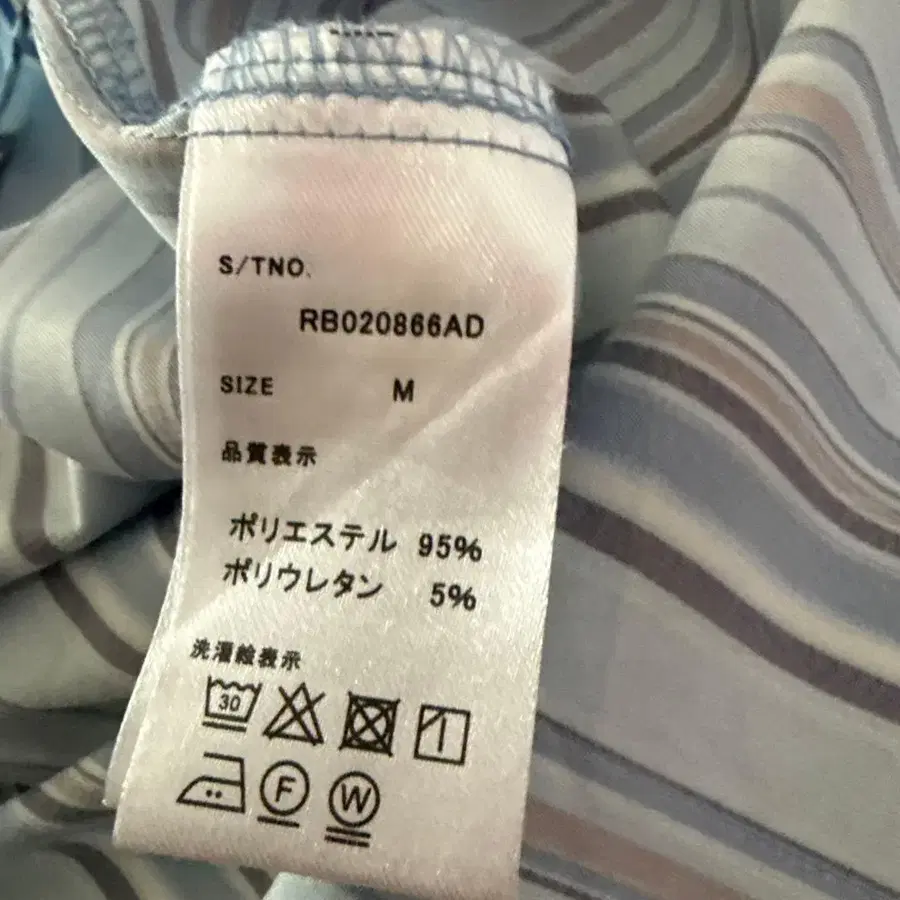 S/TNO.
RB020866AD
SIZE M
品質表示
ポリエステル 95%
ポリウレタン 5%
洗濯絵表示
30
F W